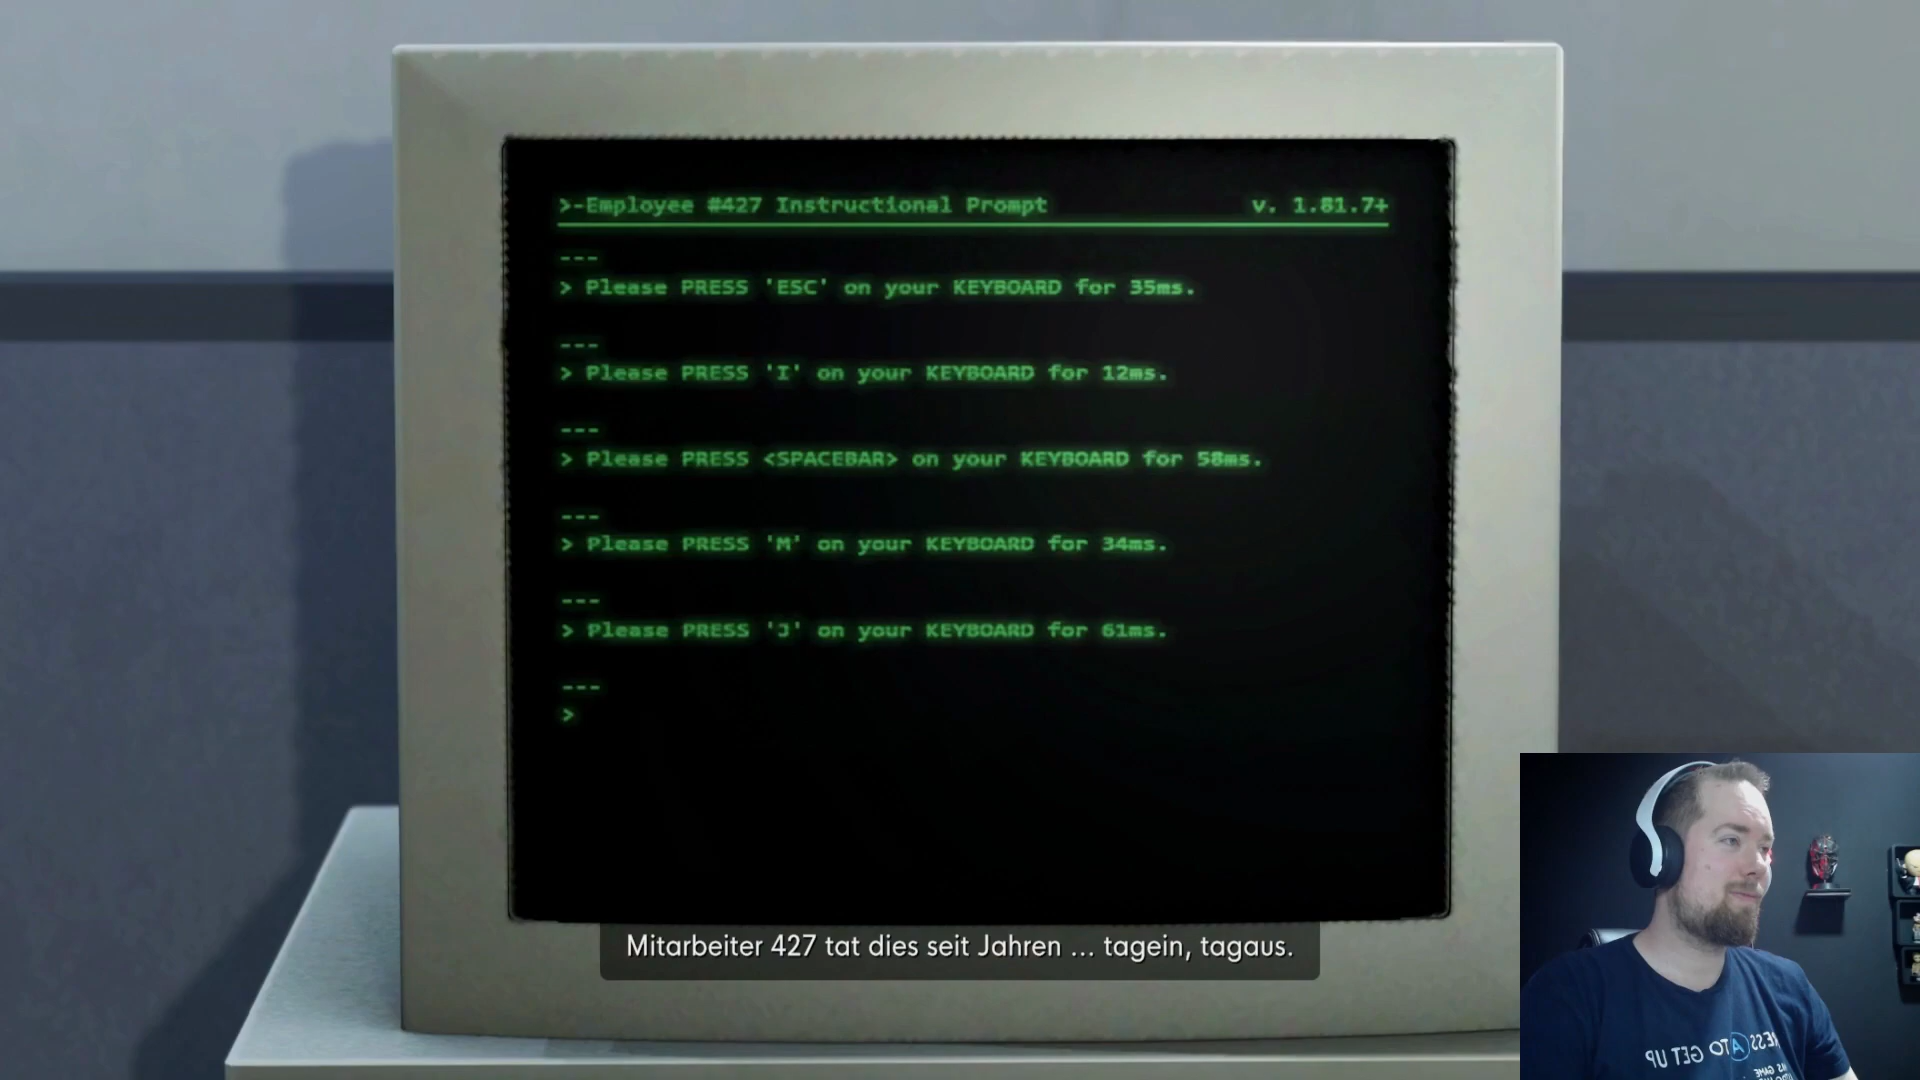 >-Employee #427 Instructional Prompt v. 1.81.7+
---
> Please PRESS 'ESC' on your KEYBOARD for 35ms.
---
> Please PRESS 'I' on your KEYBOARD for 12ms.
---
> Please PRESS <SPACEBAR> on your KEYBOARD for 58ms.
---
> Please PRESS 'M' on your KEYBOARD for 34ms.
---
> Please PRESS 'J' on your KEYBOARD for 61ms.
---
>
Mitarbeiter 427 tat dies seit Jahren ... tagein, tagaus.
RESS A TO GET UP